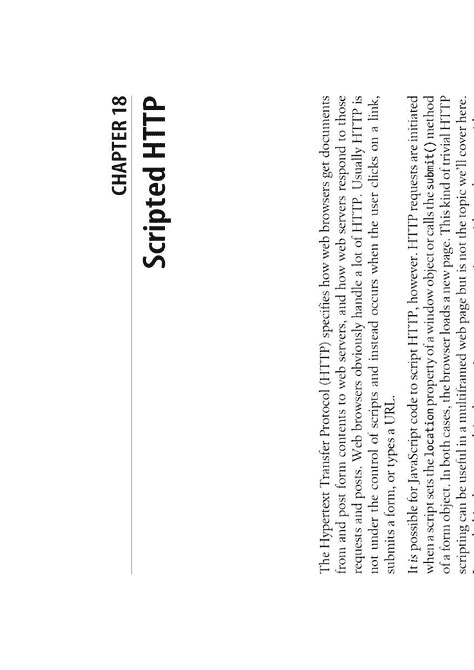 CHAPTER 18
Scripted HTTP
The Hypertext Transfer Protocol (HTTP) specifies how web browsers get documents
from and post form contents to web servers, and how web servers respond to those
requests and posts. Web browsers obviously handle a lot of HTTP. Usually HTTP is
not under the control of scripts and instead occurs when the user clicks on a link,
submits a form, or types a URL.
It is possible for JavaScript code to script HTTP, however. HTTP requests are initiated
when a script sets the location property of a window object or calls the submit() method
of a form object. In both cases, the browser loads a new page. This kind of trivial HTTP
scripting can be useful in a multiframed web page but is not the topic we'll cover here.